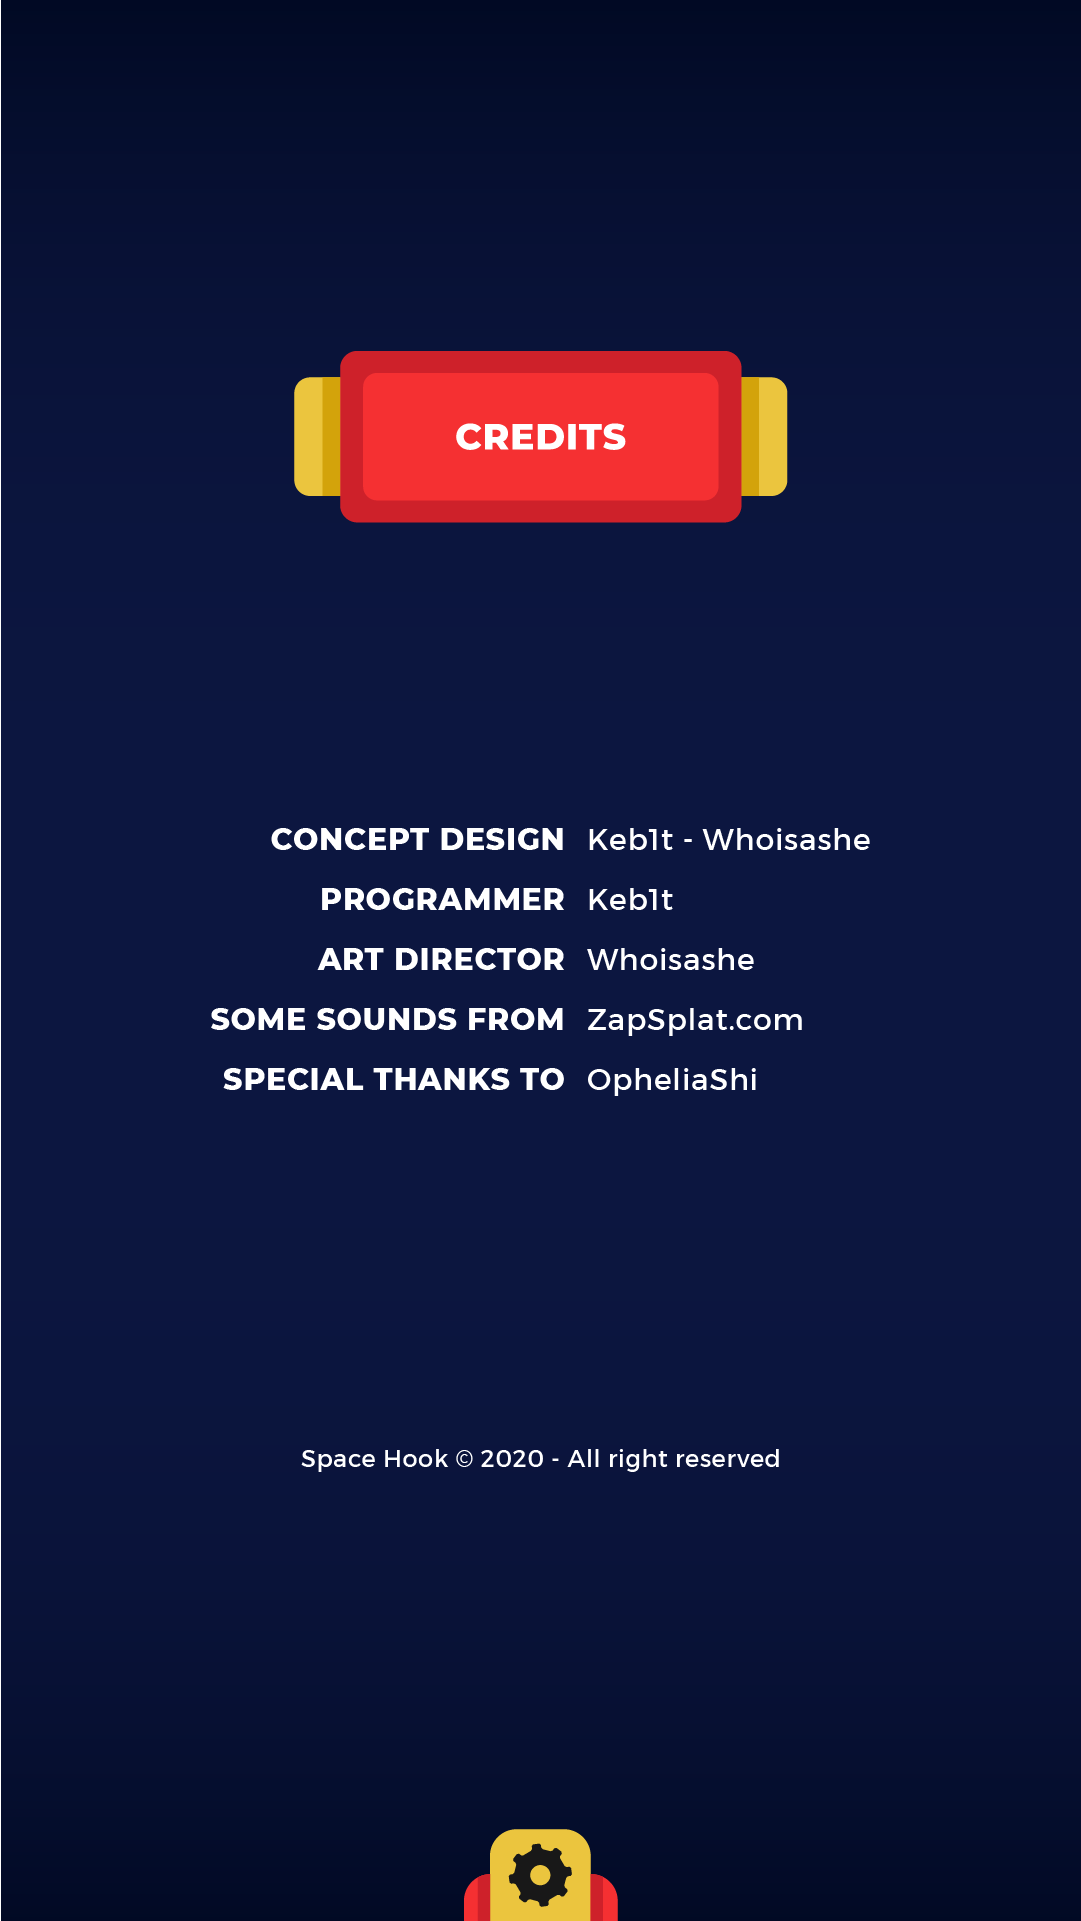 CREDITS
CONCEPT DESIGN Keb1t - Whoisashe
PROGRAMMER Keb1t
ART DIRECTOR Whoisashe
SOME SOUNDS FROM ZapSplat.com
SPECIAL THANKS TO OpheliaShi
Space Hook © 2020 - All right reserved